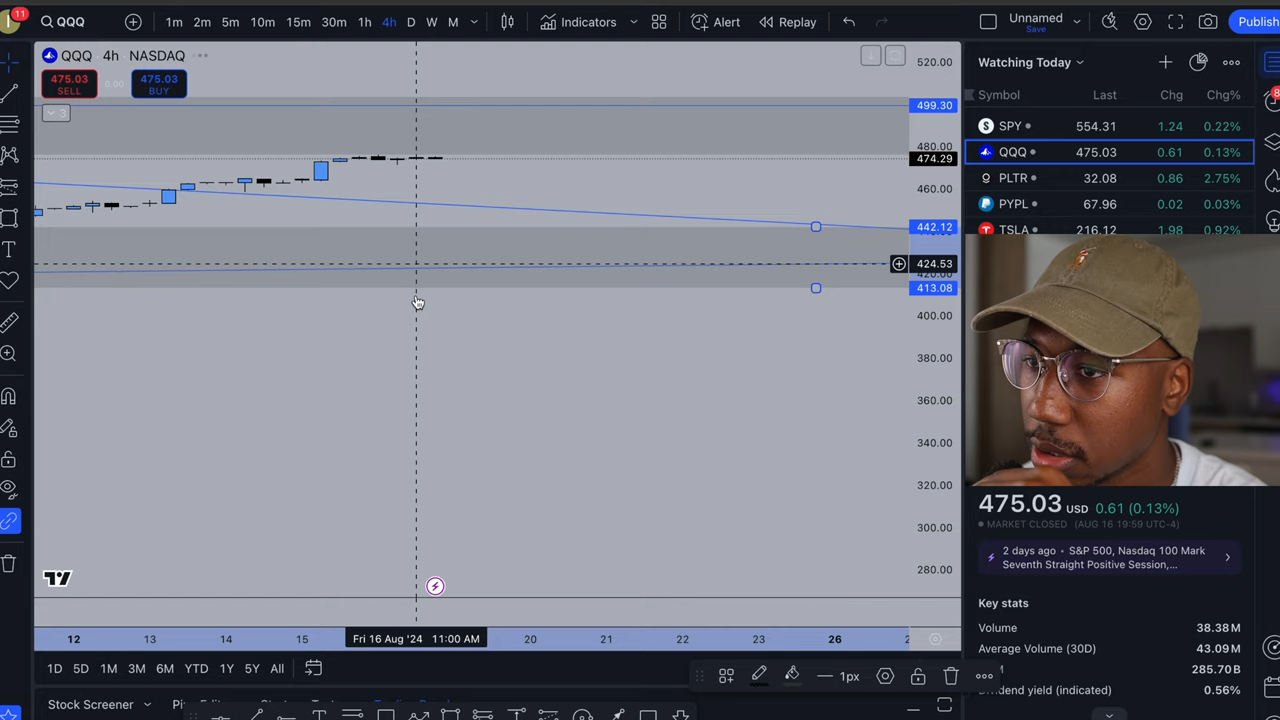 11
QQQ
1m 2m 5m 10m 15m 30m 1h 4h D W M
Indicators
Alert
Replay
Unnamed
Save
Publish
QQQ 4h NASDAQ
475.03
SELL
0.00
475.03
BUY
3
520.00
499.30
480.00
474.29
460.00
442.12
424.53
420.00
413.08
400.00
380.00
360.00
340.00
320.00
300.00
280.00
12 13 14 15 Fri 16 Aug '24 11:00 AM 20 21 22 23 26
1D 5D 1M 3M 6M YTD 1Y 5Y All
1px
Stock Screener
Watching Today
Symbol Last Chg Chg%
SPY 554.31 1.24 0.22%
QQQ 475.03 0.61 0.13%
PLTR 32.08 0.86 2.75%
PYPL 67.96 0.02 0.03%
TSLA 216.12 1.98 0.92%
475.03 USD 0.61 (0.13%)
MARKET CLOSED (AUG 16 19:59 UTC-4)
2 days ago • S&P 500, Nasdaq 100 Mark
Seventh Straight Positive Session,...
Key stats
Volume 38.38M
Average Volume (30D) 43.09M
285.70B
Dividend yield (indicated) 0.56%
8